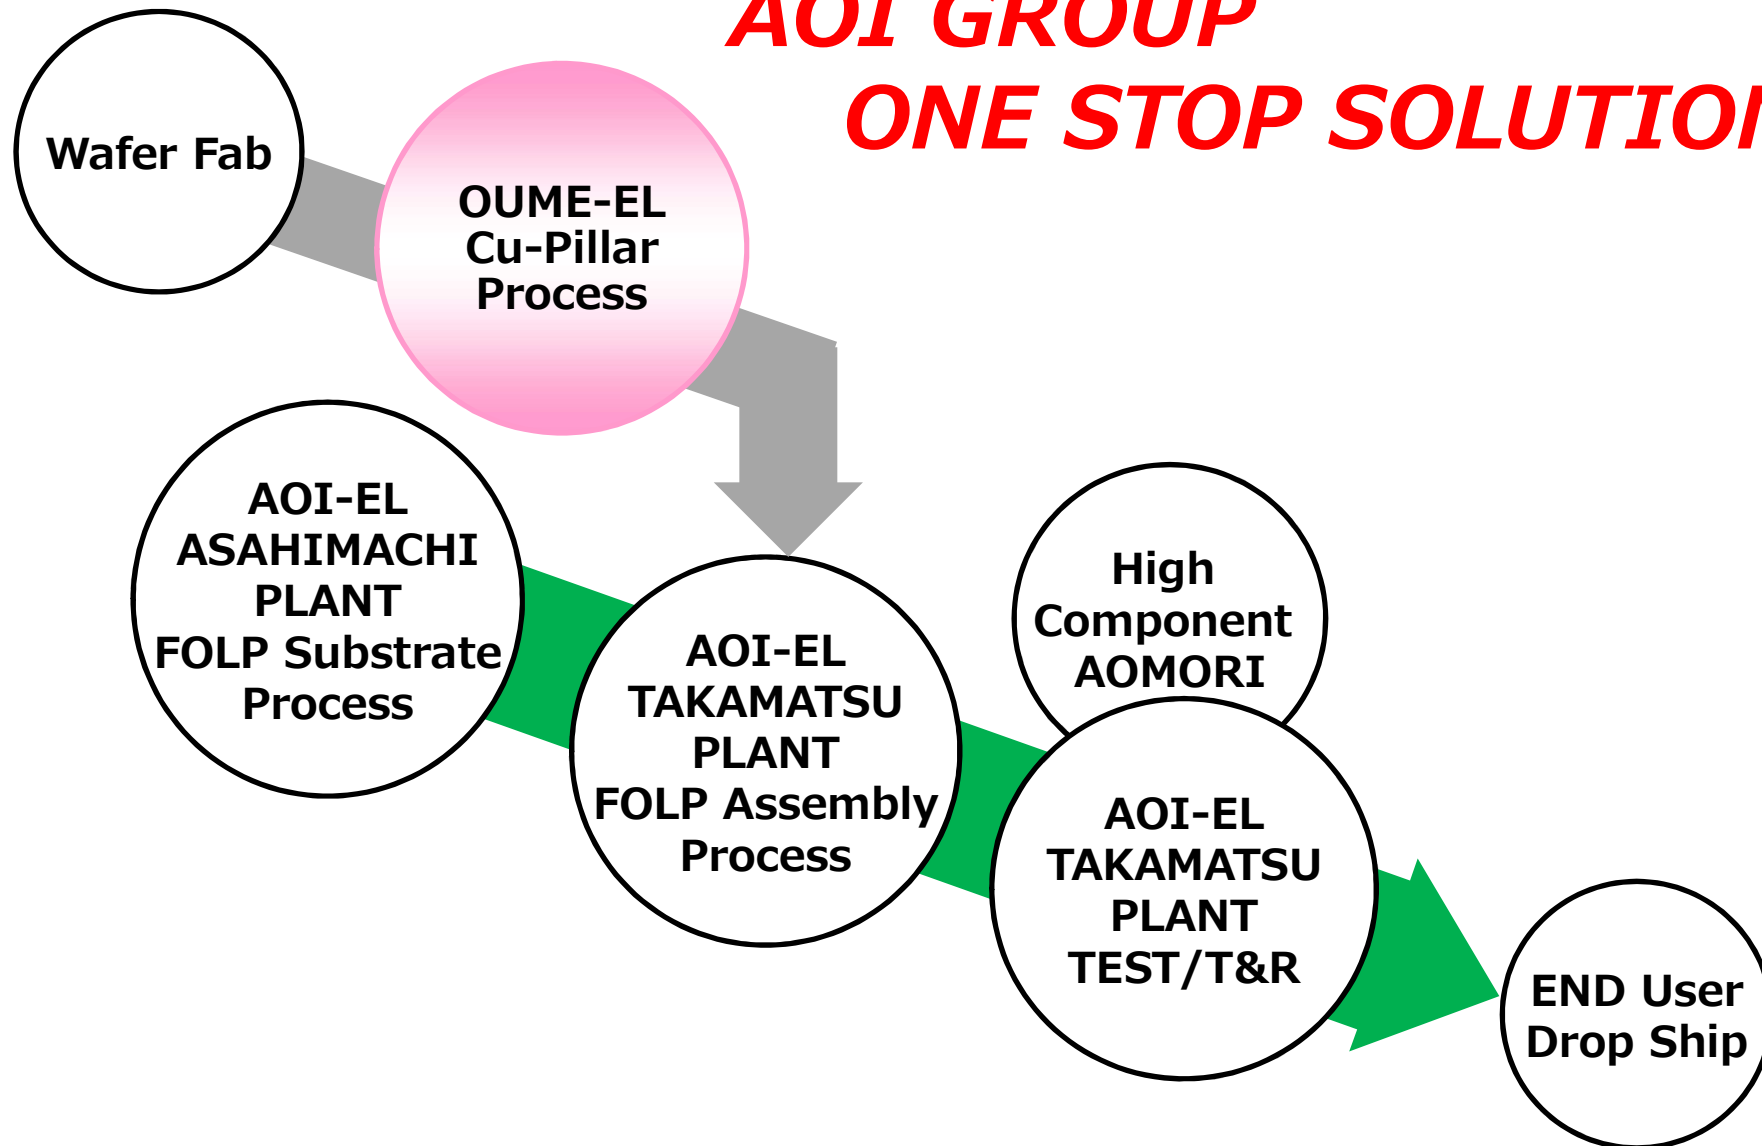 AOI GROUP
ONE STOP SOLUTION
Wafer Fab
OUME-EL
Cu-Pillar
Process
AOI-EL
ASAHIMACHI
PLANT
FOLP Substrate
Process
AOI-EL
TAKAMATSU
PLANT
FOLP Assembly
Process
High
Component
AOMORI
AOI-EL
TAKAMATSU
PLANT
TEST/T&R
END User
Drop Ship